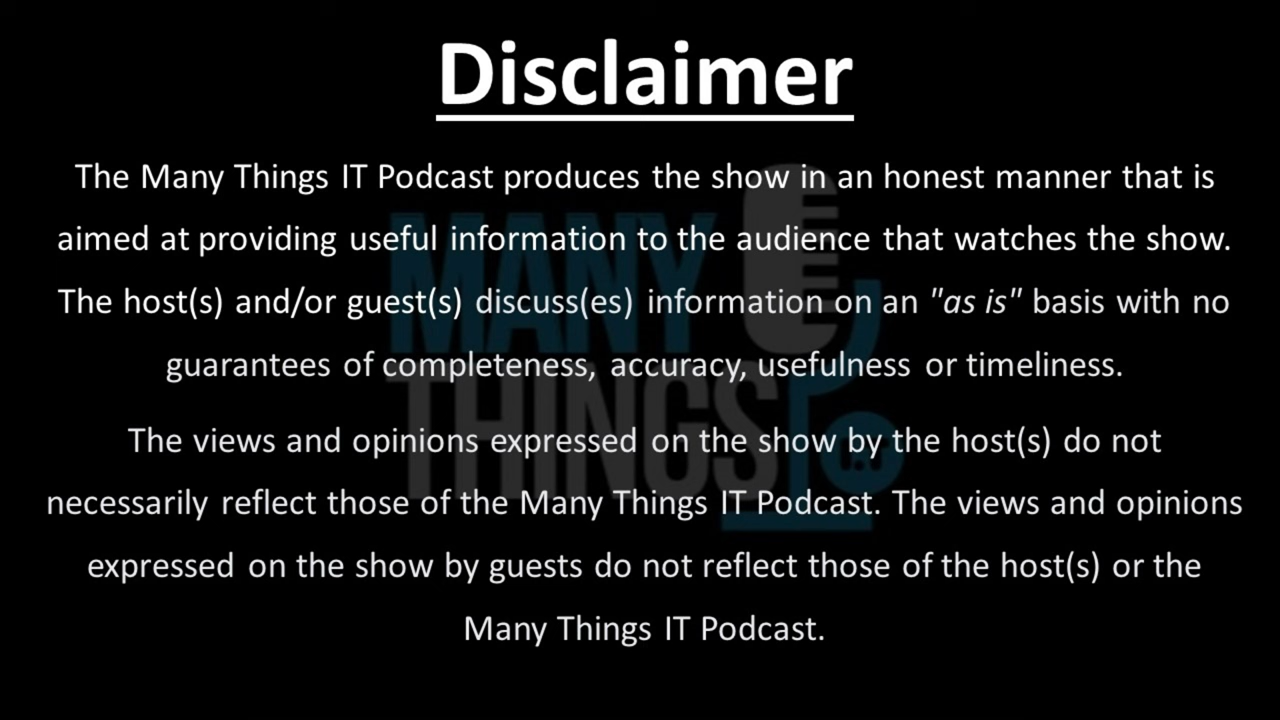 Disclaimer
The Many Things IT Podcast produces the show in an honest manner that is
aimed at providing useful information to the audience that watches the show.
The host(s) and/or guest(s) discuss(es) information on an "as is" basis with no
guarantees of completeness, accuracy, usefulness or timeliness.
The views and opinions expressed on the show by the host(s) do not
necessarily reflect those of the Many Things IT Podcast. The views and opinions
expressed on the show by guests do not reflect those of the host(s) or the
Many Things IT Podcast.
MANY
THINGS
I.T